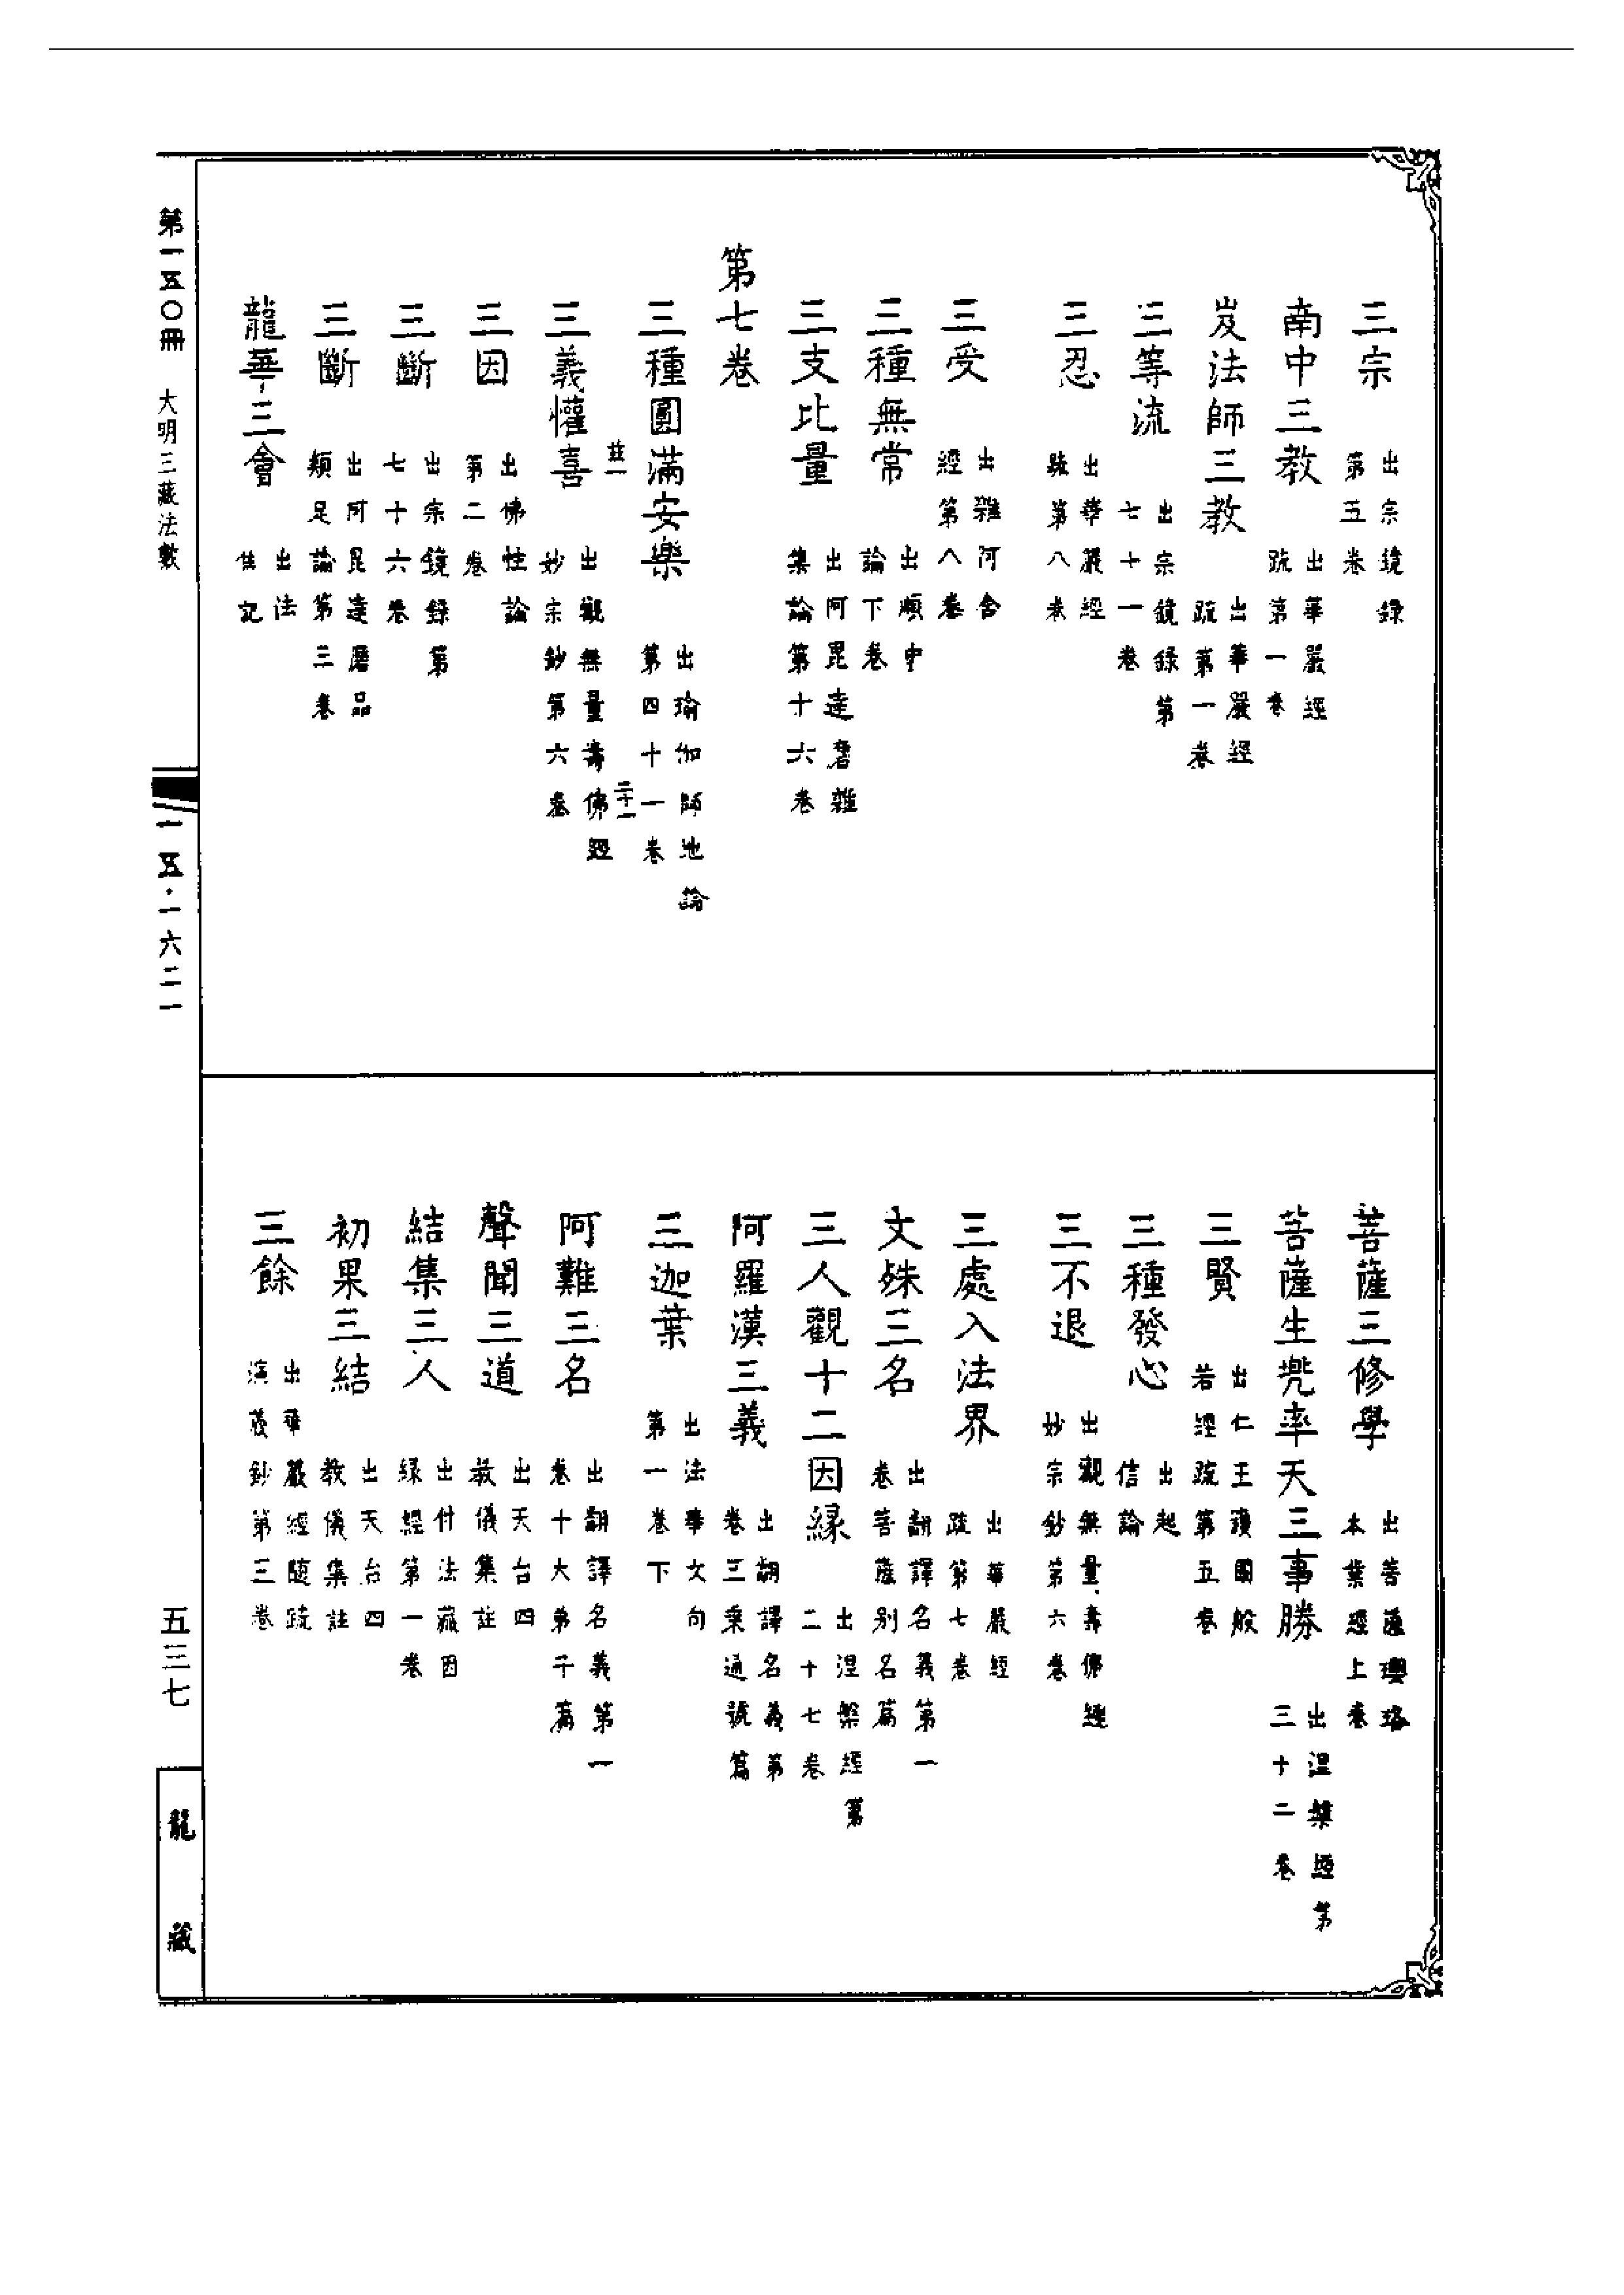 三宗 出宗鏡錄第五卷
南中三教 出華嚴經疏第一卷
岌法師三教 出華嚴經疏第一卷
三等流 出宗鏡錄第七十一卷
三忍 出華嚴經疏第八卷
三受 出雜阿含經第八卷
三種無常 出順中論下卷
三支比量 出阿毘達磨雜集論第十六卷
第七卷
三種圓滿安樂 出瑜伽師地論第四十一卷
茲一
二十一
三義懽喜 出觀無量壽佛經妙宗鈔第六卷
三因 出佛性論第二卷
三斷 出宗鏡錄第七十六卷
三斷 出阿毘達磨品類足論第三卷
龍華三會 出法住記
菩薩三修學 出菩薩瓔珞本業經上卷
菩薩生兜率天三事勝 出涅槃經第三十二卷
三賢 出仁王護國般若經疏第五卷
三種發心 出起信論
三不退 出觀無量壽佛經妙宗鈔第六卷
三處入法界 出華嚴經疏第七卷
文殊三名 出翻譯名義第一卷菩薩別名篇
三人觀十二因緣 出涅槃經第二十七卷
阿羅漢三義 出翻譯名義第卷三乘通號篇
三迦葉 出法華文句第一卷下
阿難三名 出翻譯名義第一卷十大弟子篇
聲聞三道 出天台四教儀集註
結集三人 出付法藏因緣經第一卷
初果三結 出天台四教儀集註
三餘 出華嚴經隨疏演義鈔第三卷
第一五〇冊 大明三藏法數
一五·一六二一
五三七
龍藏